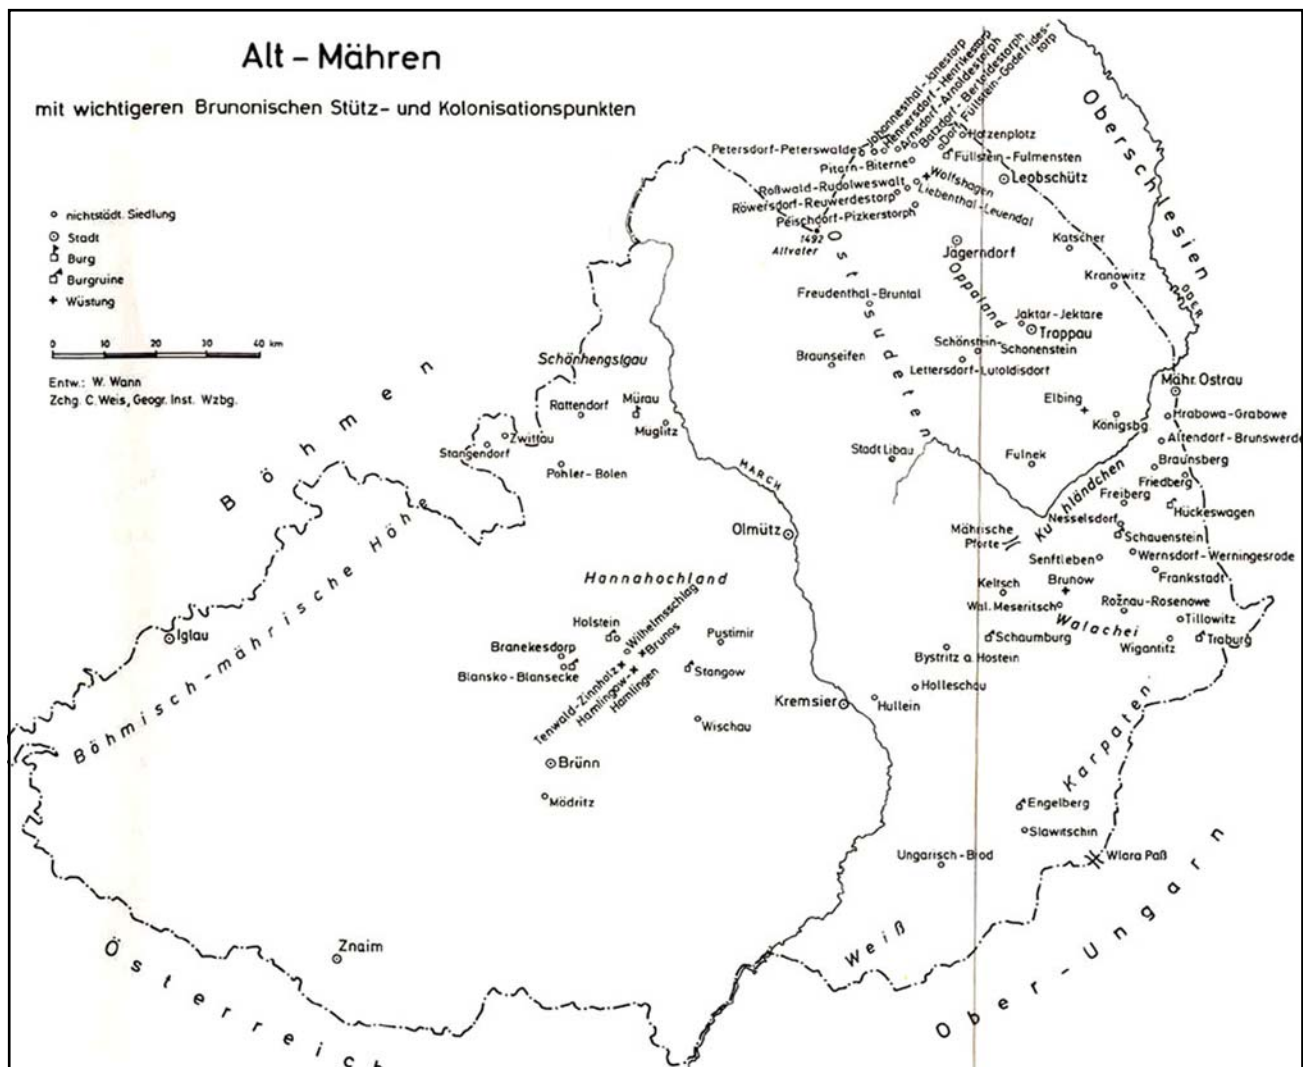 Alt – Mähren
mit wichtigeren Brunonischen Stütz- und Kolonisationspunkten
nichtstädt. Siedlung
Stadt
Burg
Burgruine
Wüstung
0 10 20 30 40 km
Entw.: W. Wann
Zchg. C. Weis, Geogr. Inst. Wzbg.
Johannesthal-Janestorp
Hennersdorf-Henrikestorp
Arnsdorf-Arnoldestorph
Batzdorf-Berteldestorph
Dorf Füllstein-Godefrides-
torp
Petersdorf-Peterswalde
Hotzenplotz
Pitarn-Biterne
Füllstein-Fulmensten
Roßwald-Rudolweswalt
Wolfshagen
Leobschütz
Röwersdorf-Reuwerdestorp
Liebenthal-Leuendal
Peischdorf-Pizkerstorph
1492
Altvater
Oberschlesien
ODER
Jägerndorf
Katscher
Oppaland
Kranowitz
Ostsudeten
Freudenthal-Bruntal
Jaktar-Jektare
Troppau
Schönstein-
Schonenstein
Braunseifen
Lettersdorf-Lutoldisdorf
Mähr. Ostrau
Schönhengstgau
Elbing
Königsbg.
Hrabowa-Grabowe
Rattendorf
Mürau
Muglitz
Altendorf-Brunswerde
Zwittau
Stangendorf
Stadt Libau
Fulnek
Braunsberg
Friedberg
Böhmen
Pohler-Bolen
MARCH
Kuhländchen
Freiberg
Hückeswagen
Böhmisch-mährische Höhe
Olmütz
Mährische
Pforte
Nesselsdorf
Schauenstein
Senftleben
Wernsdorf-Werningesrode
Hannahochland
Keltsch
Brunow
Frankstadt
Wal. Meseritsch
Rožnau-Rosenowe
Iglau
Holstein
Wilhelmsschlag
Brunos
Pustimir
Schaumburg
Walachei
Tillowitz
Wigantitz
Traburg
Branekesdorp
Blansko-Blansecke
Tenwald-Zinnholz
Hamlingow-
Hamlingen
Stangow
Bystritz a. Hostein
Kremsier
Holleschau
Hullein
Wischau
Brünn
Mödritz
Karpaten
Engelberg
Slawitschin
Ungarisch-Brod
Wlara Paß
Weiß
Znaim
Österreich
Ober-Ungarn